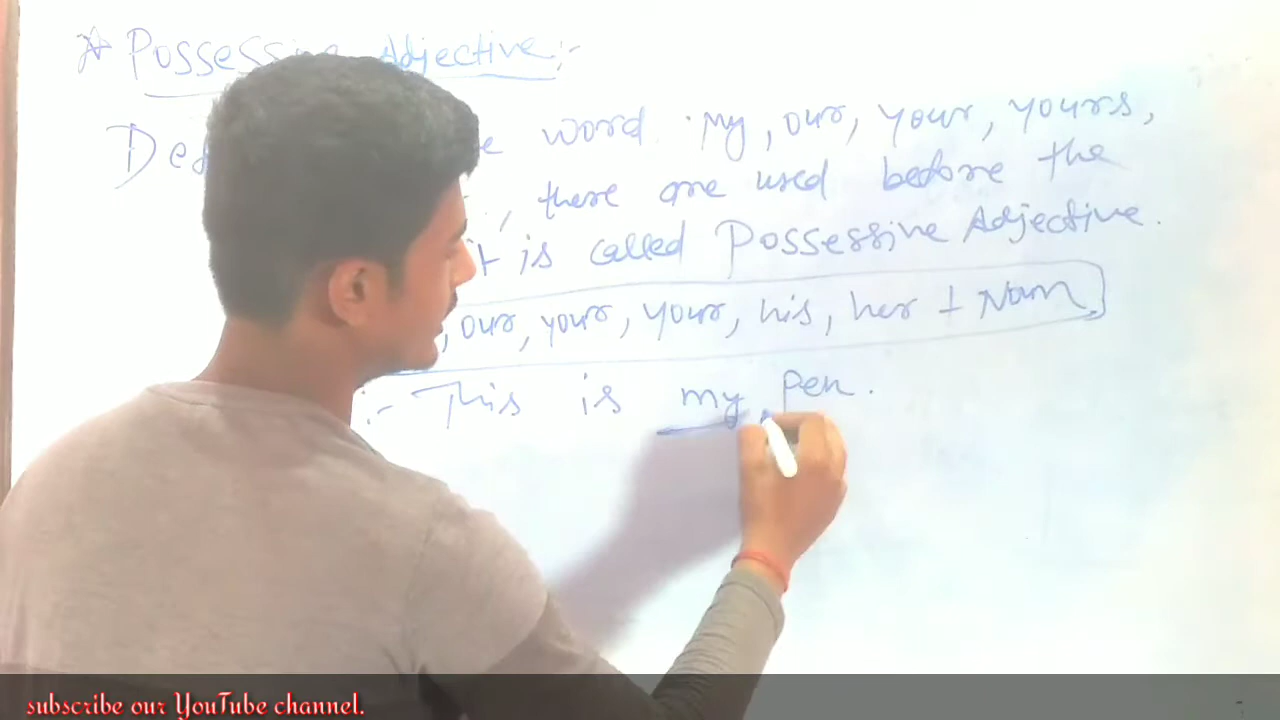 * Possessive Adjective :-
word my, our, your, yours,
, there are used before the
it is called Possessive Adjective.
, our, your, your, his, her + Noun
:- This is my Pen.
subscribe our YouTube channel.